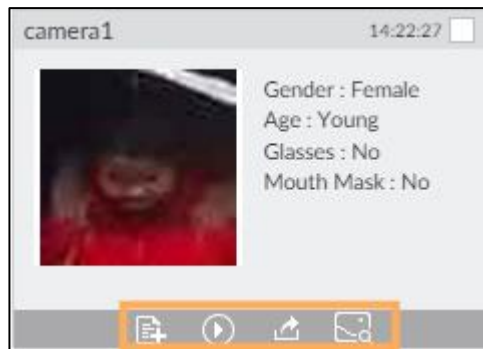 camera1
14:22:27
Gender : Female
Age : Young
Glasses : No
Mouth Mask : No